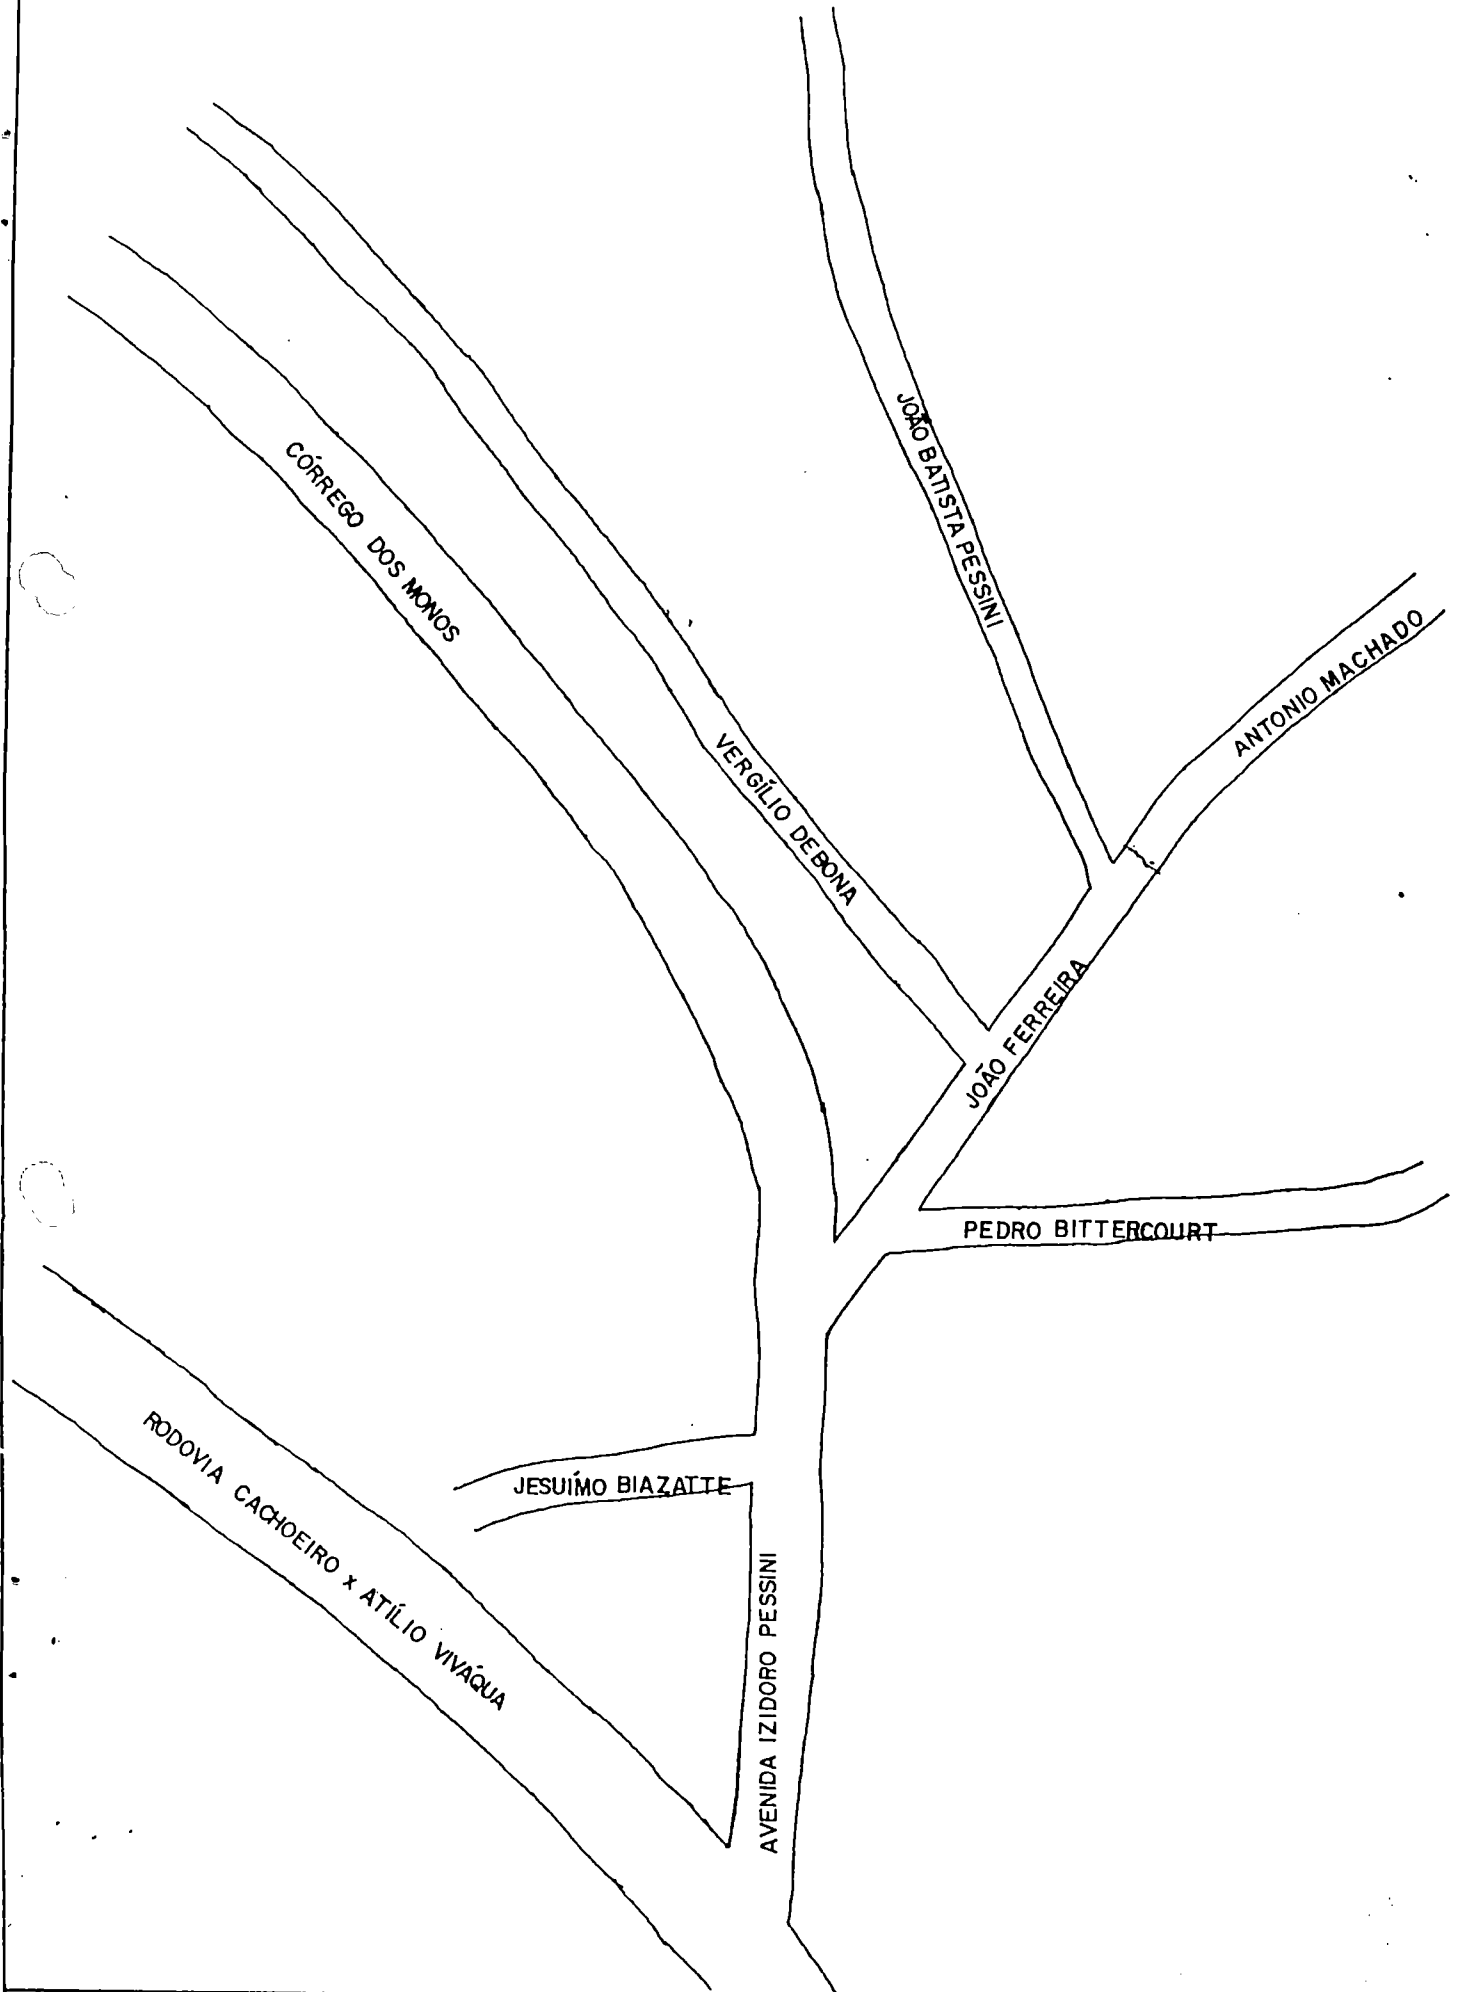 JOÃO BATISTA PESSINI
CÓRREGO DOS MONOS
ANTONIO MACHADO
VERGÍLIO DEBONA
JOÃO FERREIRA
PEDRO BITTERCOURT
RODOVIA CACHOEIRO x ATÍLIO VIVÁQUA
JESUÍMO BIAZATTE
AVENIDA IZIDORO PESSINI